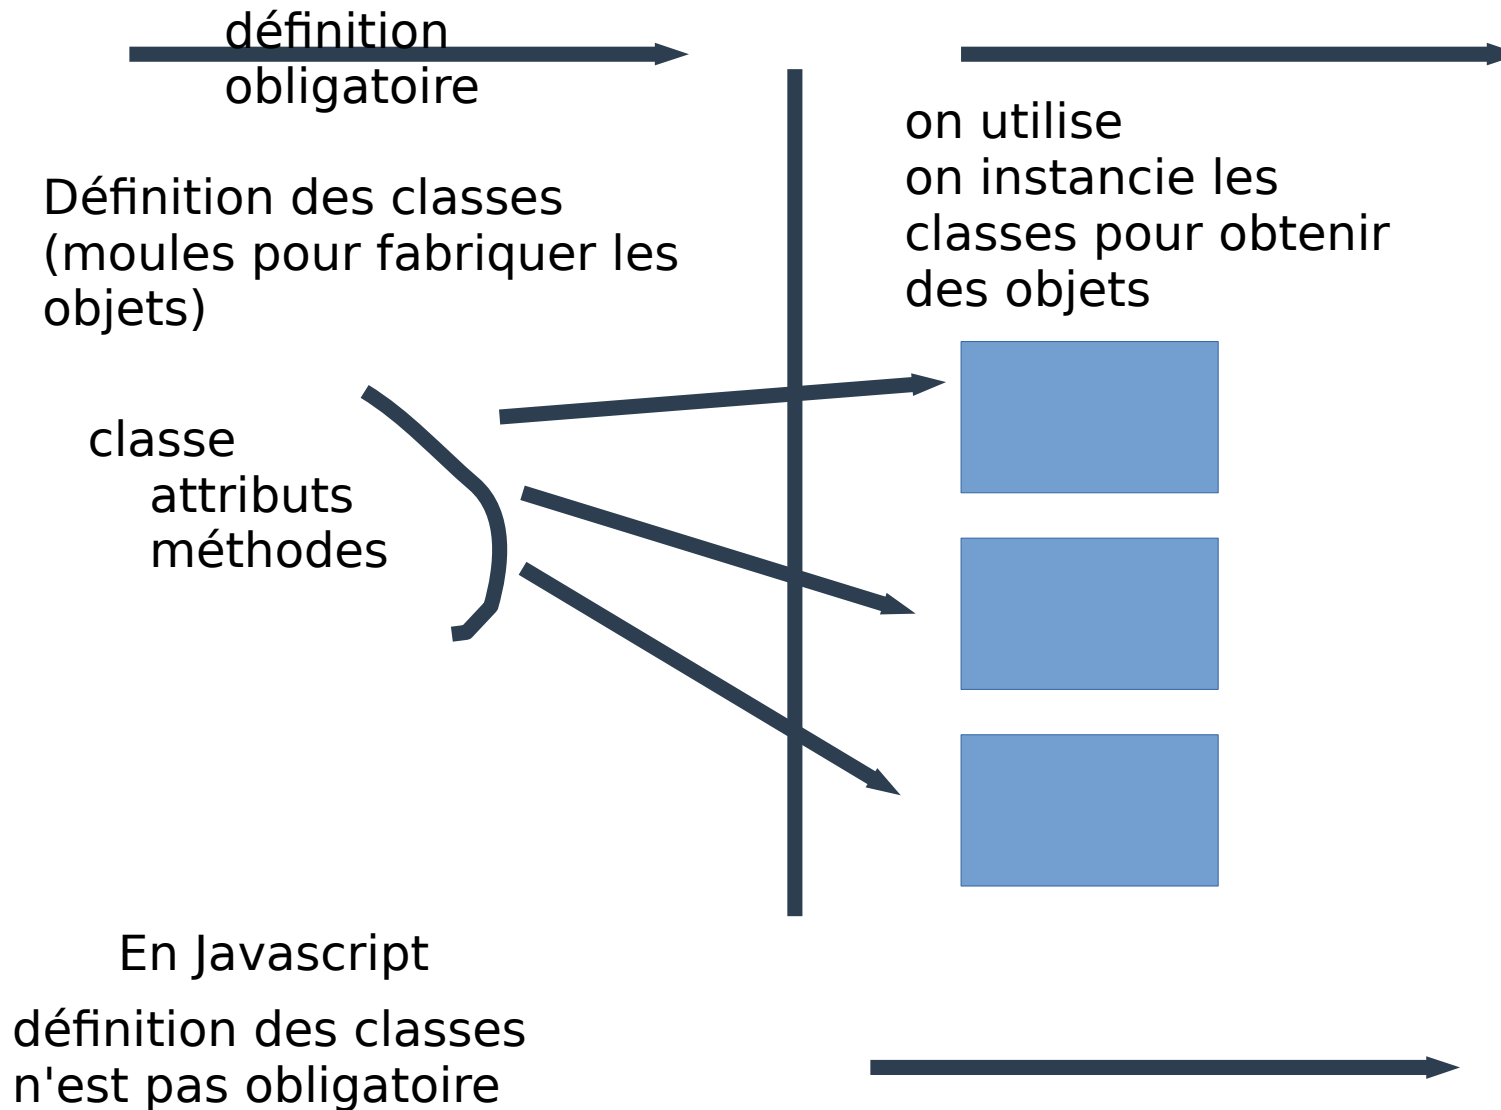 définition
obligatoire
Définition des classes
(moules pour fabriquer les
objets)
classe
attributs
méthodes
on utilise
on instancie les
classes pour obtenir
des objets
En Javascript
définition des classes
n'est pas obligatoire